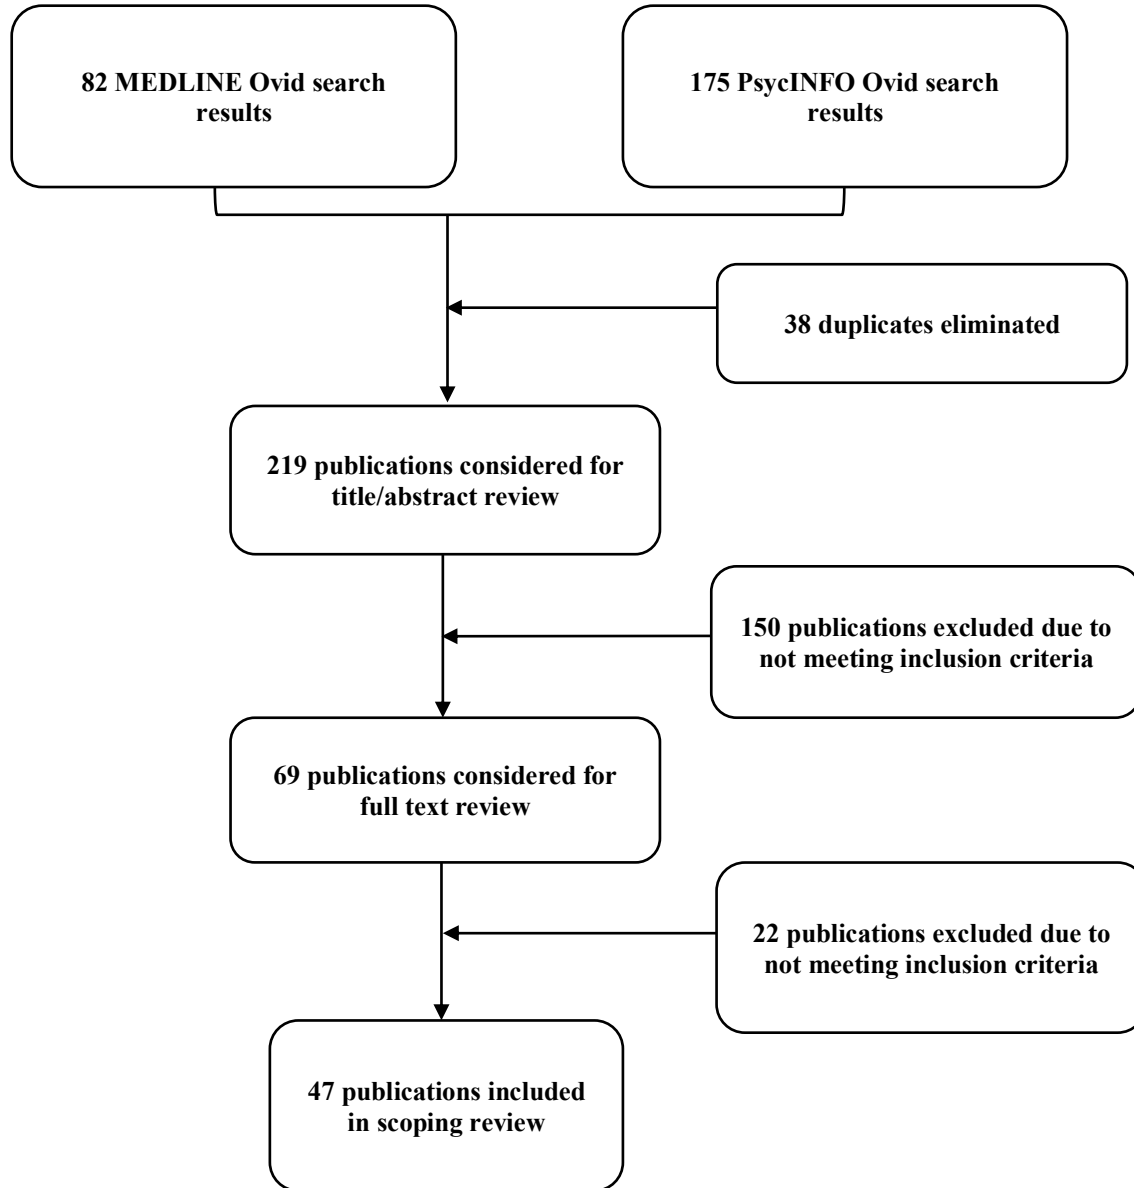 82 MEDLINE Ovid search
results
175 PsycINFO Ovid search
results
38 duplicates eliminated
219 publications considered for
title/abstract review
150 publications excluded due to
not meeting inclusion criteria
69 publications considered for
full text review
22 publications excluded due to
not meeting inclusion criteria
47 publications included
in scoping review